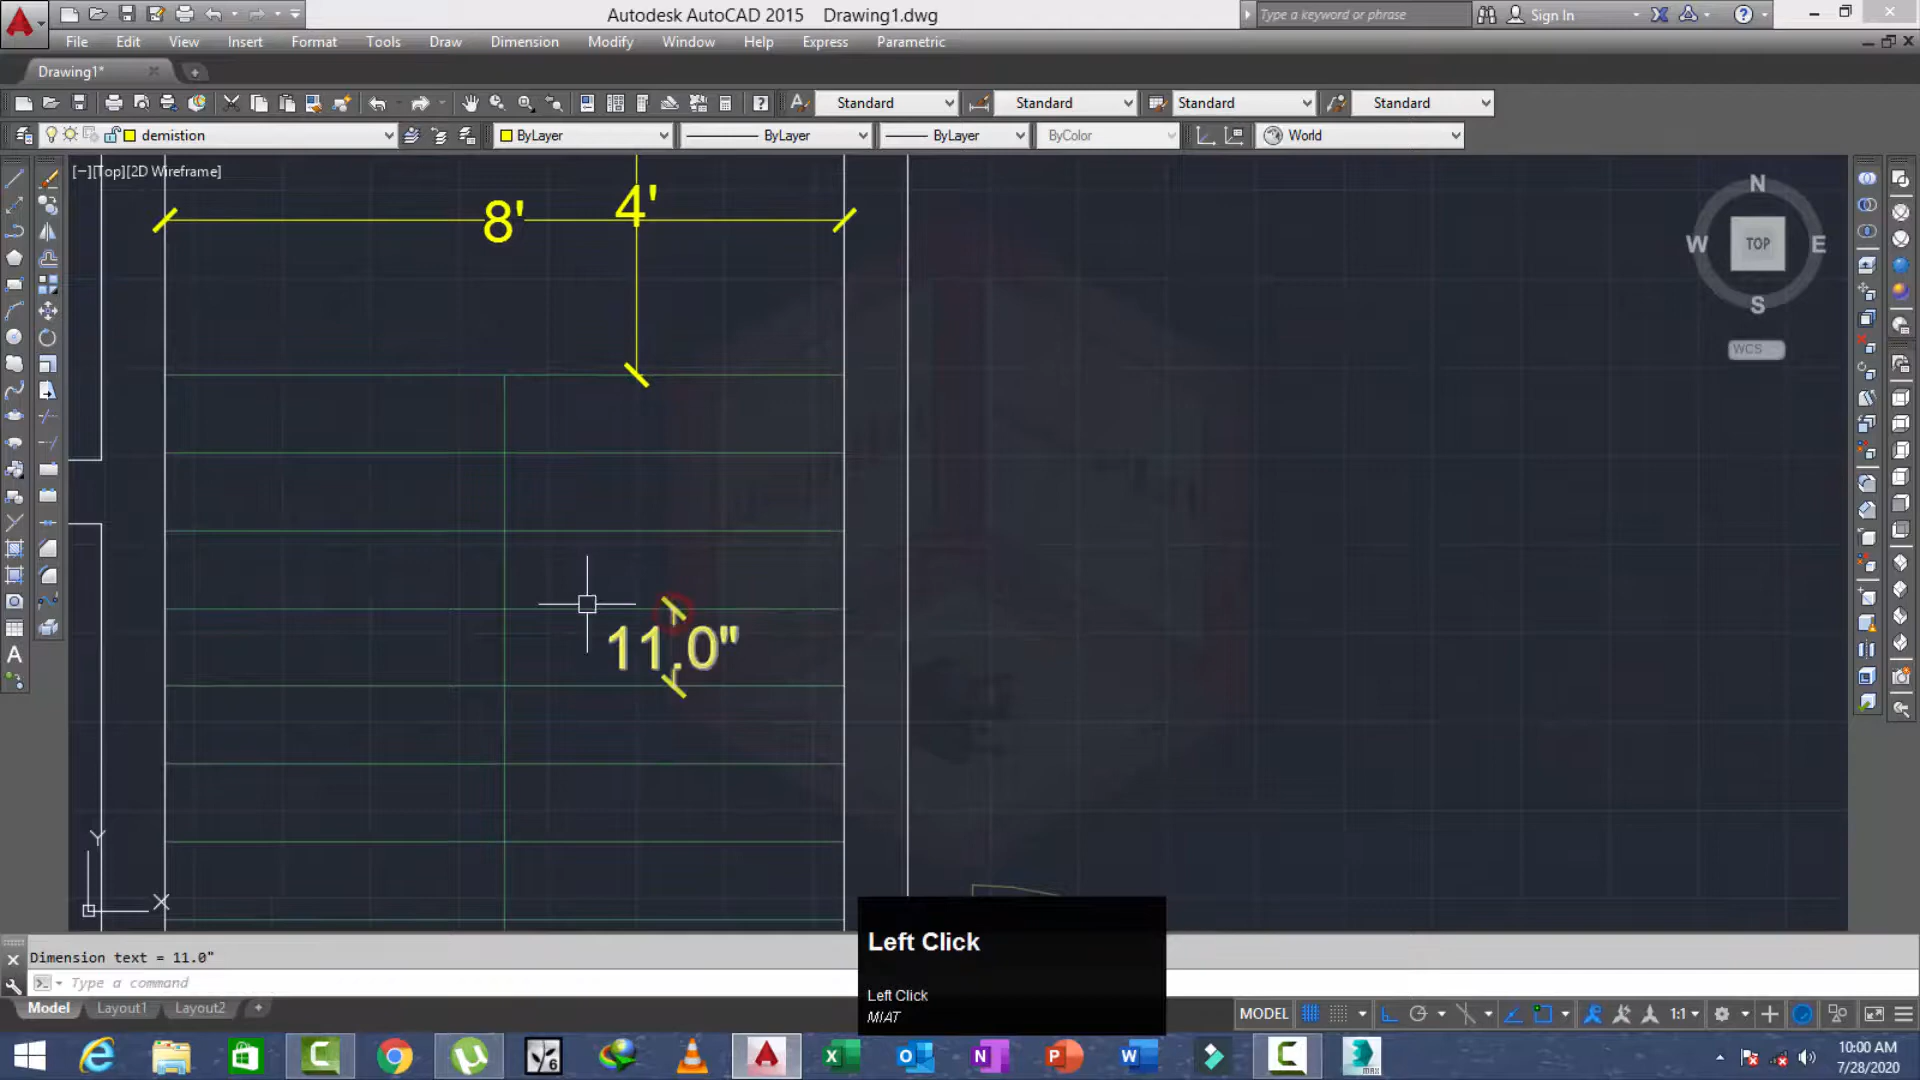 Autodesk AutoCAD 2015 Drawing1.dwg
Type a keyword or phrase
Sign In
File Edit View Insert Format Tools Draw Dimension Modify Window Help Express Parametric
Drawing1*
Standard Standard Standard Standard
demistion ByLayer ByLayer ByLayer ByColor World
[−][Top][2D Wireframe]
N
W TOP E
S
WCS
8' 4'
11.0"
Y
X
Left Click
Left Click
MIAT
Dimension text = 11.0"
Type a command
Model Layout1 Layout2
MODEL 1:1
10:00 AM
7/28/2020